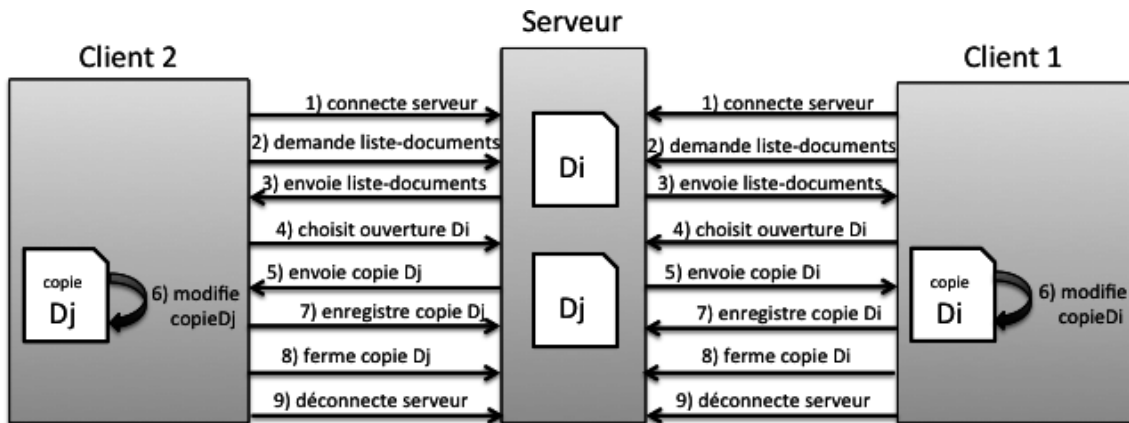 Serveur
Client 2
Client 1
1) connecte serveur
2) demande liste-documents
3) envoie liste-documents
4) choisit ouverture Di
5) envoie copie Dj
copie
Dj
6) modifie
copieDj
7) enregistre copie Dj
8) ferme copie Dj
9) déconnecte serveur
Di
Dj
1) connecte serveur
2) demande liste-documents
3) envoie liste-documents
4) choisit ouverture Di
5) envoie copie Di
copie
Di
6) modifie
copieDi
7) enregistre copie Di
8) ferme copie Di
9) déconnecte serveur